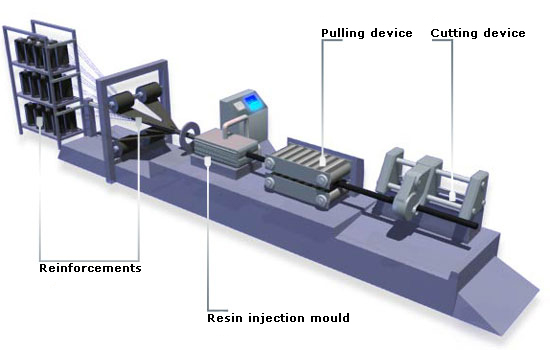 Pulling device
Cutting device
Reinforcements
Resin injection mould